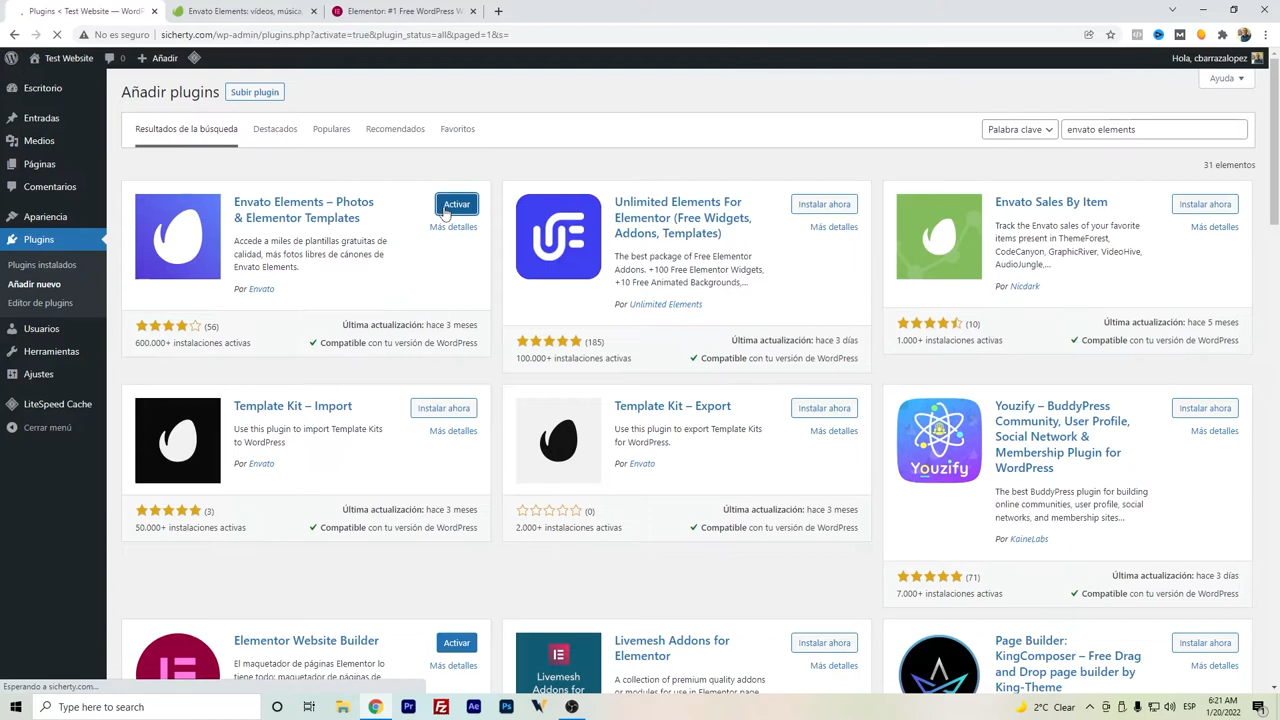 Plugins < Test Website — WordP
Envato Elements: vídeos, música,
Elementor: #1 Free WordPress W
No es seguro
sicherty.com/wp-admin/plugins.php?activate=true&plugin_status=all&paged=1&s=
Test Website
0
Añadir
Hola, cbarrazalopez
Escritorio
Entradas
Medios
Páginas
Comentarios
Apariencia
Plugins
Plugins instalados
Añadir nuevo
Editor de plugins
Usuarios
Herramientas
Ajustes
LiteSpeed Cache
Cerrar menú
Añadir plugins
Subir plugin
Ayuda
Resultados de la búsqueda
Destacados
Populares
Recomendados
Favoritos
Palabra clave
envato elements
31 elementos
Envato Elements – Photos
& Elementor Templates
Activar
Más detalles
Accede a miles de plantillas gratuitas de
calidad, más fotos libres de cánones de
Envato Elements.
Por Envato
(56)
Última actualización: hace 3 meses
600.000+ instalaciones activas
Compatible con tu versión de WordPress
Unlimited Elements For
Elementor (Free Widgets,
Addons, Templates)
Instalar ahora
Más detalles
The best package of Free Elementor
Addons. +100 Free Elementor Widgets,
+10 Free Animated Backgrounds,...
Por Unlimited Elements
(185)
Última actualización: hace 3 días
100.000+ instalaciones activas
Compatible con tu versión de WordPress
Envato Sales By Item
Instalar ahora
Más detalles
Track the Envato sales of your favorite
items present in ThemeForest,
CodeCanyon, GraphicRiver, VideoHive,
AudioJungle,...
Por Nicdark
(10)
Última actualización: hace 5 meses
1.000+ instalaciones activas
Compatible con tu versión de WordPress
Template Kit – Import
Instalar ahora
Más detalles
Use this plugin to import Template Kits
to WordPress
Por Envato
(3)
Última actualización: hace 3 meses
50.000+ instalaciones activas
Compatible con tu versión de WordPress
Template Kit – Export
Instalar ahora
Más detalles
Use this plugin to export Template Kits
for WordPress.
Por Envato
(0)
Última actualización: hace 3 meses
2.000+ instalaciones activas
Compatible con tu versión de WordPress
Youzify
Youzify – BuddyPress
Community, User Profile,
Social Network &
Membership Plugin for
WordPress
Instalar ahora
Más detalles
The best BuddyPress plugin for building
online communities, user profile, social
networks, and membership sites...
Por KaineLabs
(71)
Última actualización: hace 3 días
7.000+ instalaciones activas
Compatible con tu versión de WordPress
Elementor Website Builder
Activar
Más detalles
El maquetador de páginas Elementor lo
Livemesh
Addons for
Livemesh Addons for
Elementor
Instalar ahora
Más detalles
A collection of premium quality addons
or modules for use in Elementor page
Page Builder:
KingComposer – Free Drag
and Drop page builder by
King-Theme
Instalar ahora
Más detalles
Esperando a sicherty.com...
Type here to search
2°C Clear
ESP
6:21 AM
1/20/2022